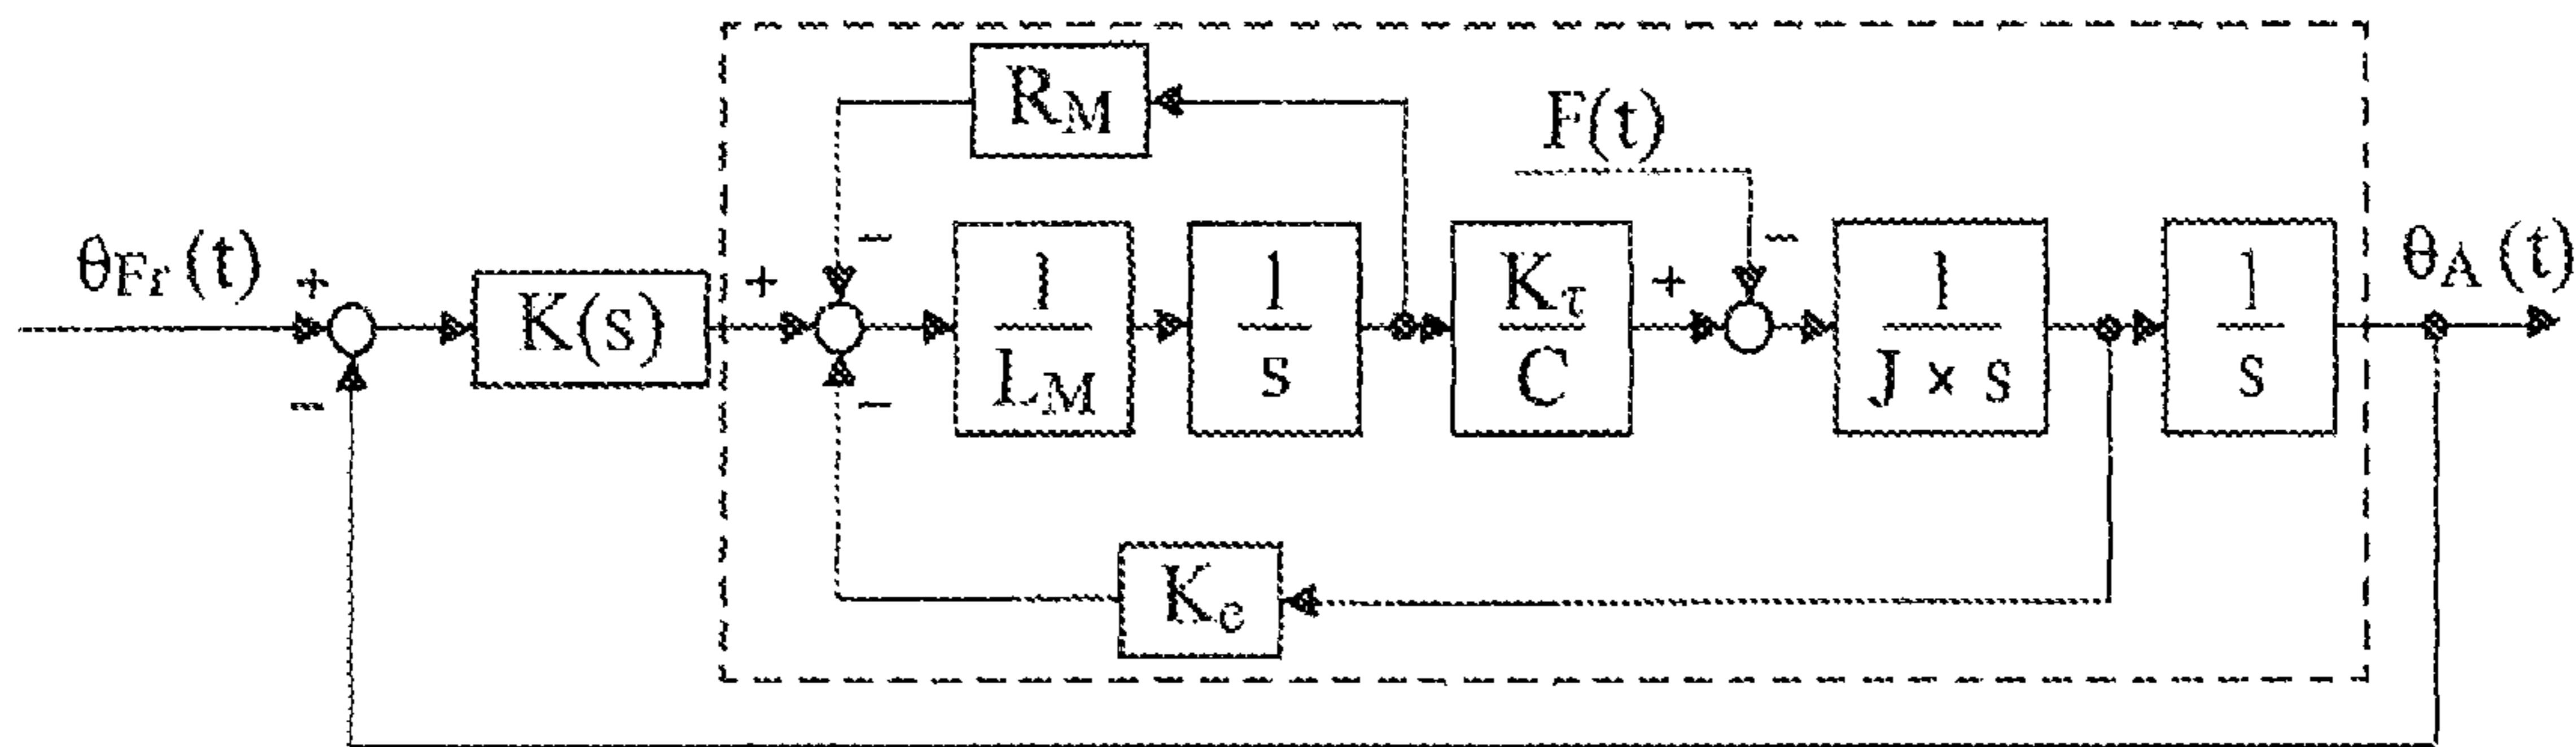 R_M
F(t)
θ_Fr (t)
+
−
K(s)
+
−
−
1
L_M
1
s
K_τ
C
+
−
1
J × s
1
s
θ_A (t)
K_e